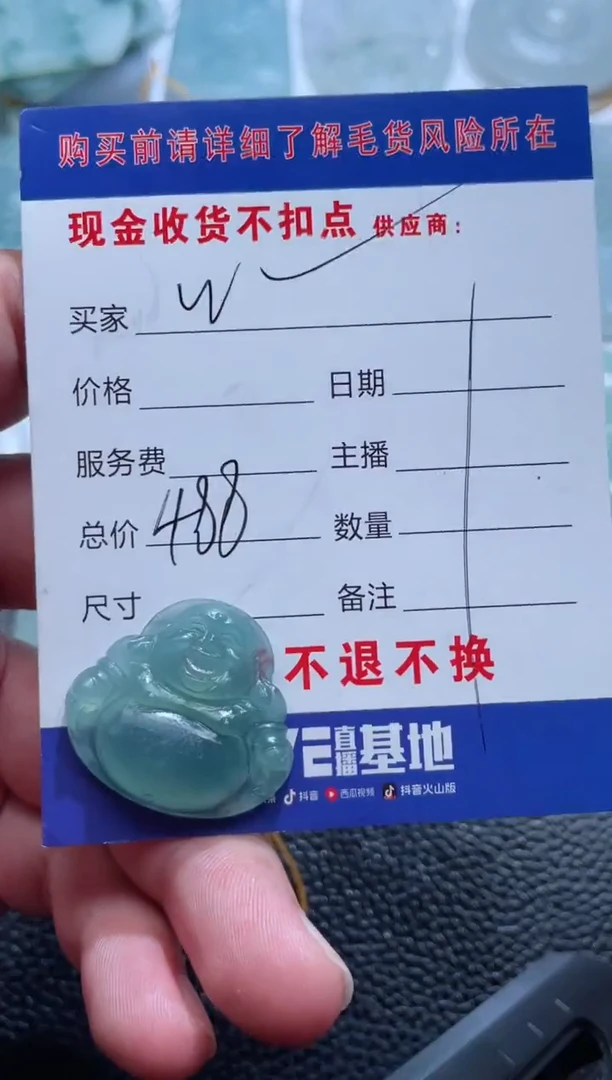 购买前请详细了解毛货风险所在
现金收货不扣点 供应商：
买家 W
价格 日期
服务费 主播
总价 488 数量
尺寸 备注
不退不换
VE直播基地
抖音 西瓜视频 抖音火山版